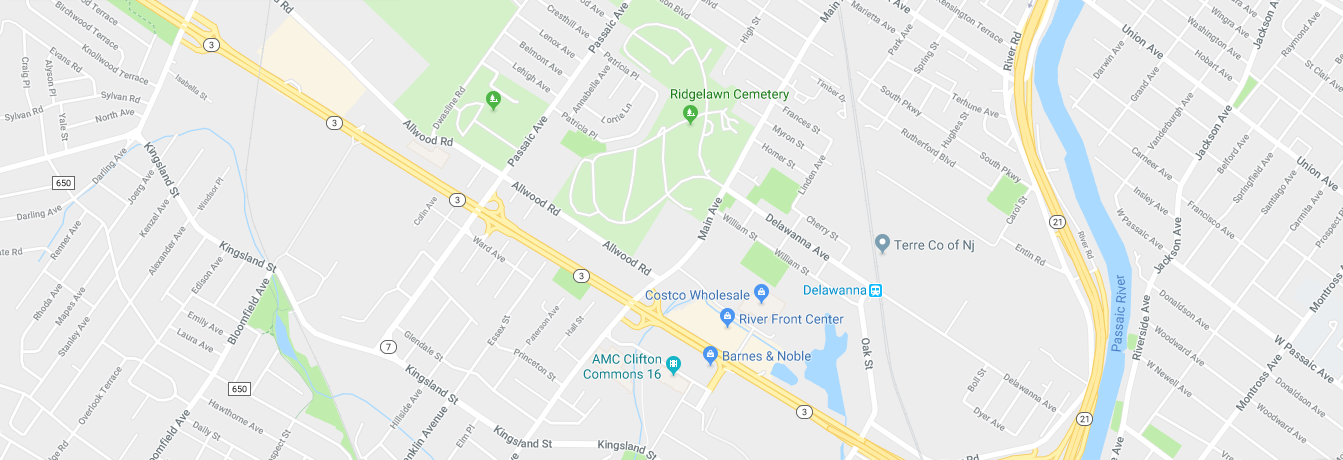 Birchwood Terrace
Evans Rd
Knollwood Terrace
Craig Pl
Alyson Pl
Sylvan Rd
Sylvan Rd
North Ave
Yale St
Isabella St
3
3
Rd
Dwasline Rd
Allwood Rd
Cresthill Ave
Lenox Ave
Belmont Ave
Lehigh Ave
Passaic Ave
Passaic Ave
Annabelle Ave
Patricia Pl
Lorrie Ln
Patricia Pl
Blvd
High St
Main
Ridgelawn Cemetery
Timber Dr
Frances St
Myron St
Homer St
Linden Ave
Marietta Ave
Park Ave
Spring St
Kensington Terrace
South Pkwy
Terhune Ave
Hughes St
Rutherford Blvd
South Pkwy
Carol St
Entin Rd
River Rd
River Rd
21
Union Ave
Darwin Ave
Grand Ave
Vanderburgh Ave
Carneer Ave
Insley Ave
W Passaic Ave
Francisco Ave
Wingra Ave
Washington Ave
Hobart Ave
Jackson Ave
Raymond Ave
St Clair Ave
Jackson Ave
Belford Ave
Springfield Ave
Santiago Ave
Carmita Ave
Prospect
Union Ave
Jackson Ave
Montross Ave
650
Darling Ave
Darling Ave
Joerg Ave
Kenzel Ave
Alexander Ave
Windsor Pl
Edison Ave
Kingsland St
Kingsland St
Renner Ave
Rhoda Ave
Mapes Ave
Stanley Ave
Emily Ave
Laura Ave
Bloomfield Ave
Colin Ave
3
Ward Ave
Allwood Rd
Allwood Rd
3
Main Ave
William St
William St
Delawanna Ave
Cherry St
Terre Co of Nj
Delawanna
Costco Wholesale
River Front Center
Barnes & Noble
AMC Clifton
Commons 16
Essex St
Paterson Ave
Hall St
Princeton St
7
Glendale St
Kingsland St
Kingsland St
Kingsland St
650
Overlook Terrace
Hawthorne Ave
Daily St
Bloomfield Ave
Hillside Ave
Elm Pl
3
Oak St
Boll St
Delawanna Ave
Dyer Ave
21
Passaic River
Riverside Ave
Donaldson Ave
Woodward Ave
W Newell Ave
W Passaic Ave
Donaldson Ave
Woodward Ave
Montross Ave